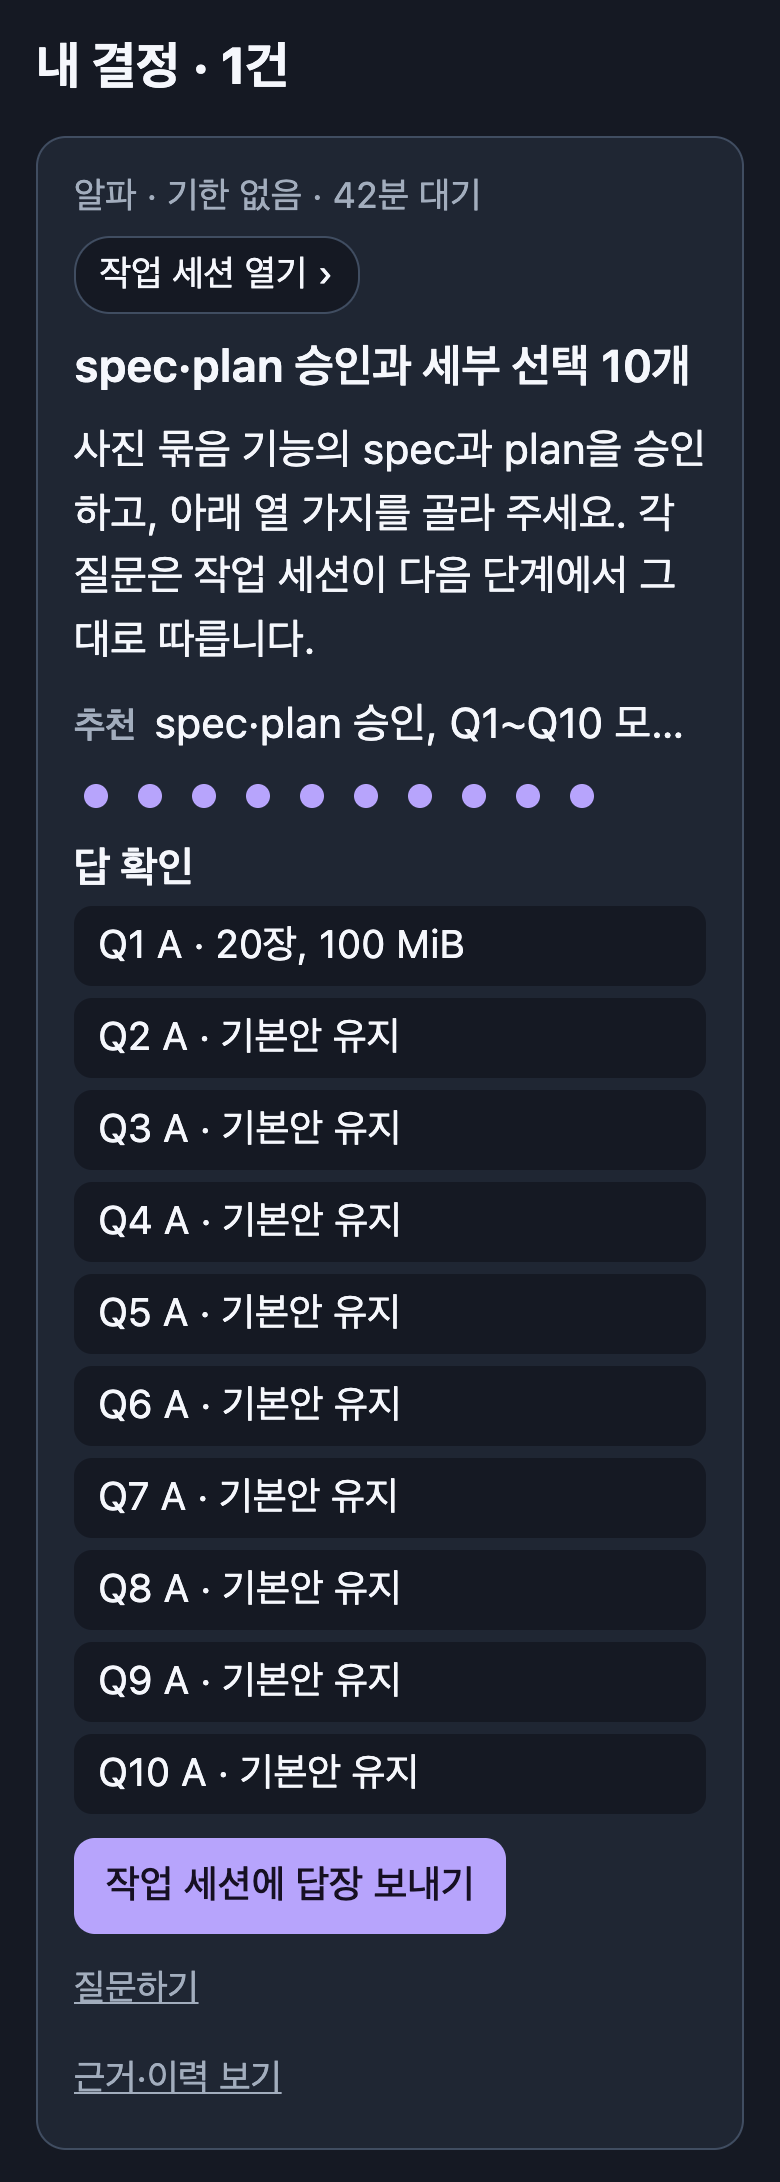 내 결정 · 1건
알파 · 기한 없음 · 42분 대기
작업 세션 열기 ›
spec·plan 승인과 세부 선택 10개
사진 묶음 기능의 spec과 plan을 승인
하고, 아래 열 가지를 골라 주세요. 각
질문은 작업 세션이 다음 단계에서 그
대로 따릅니다.
추천 spec·plan 승인, Q1~Q10 모...
답 확인
Q1 A · 20장, 100 MiB
Q2 A · 기본안 유지
Q3 A · 기본안 유지
Q4 A · 기본안 유지
Q5 A · 기본안 유지
Q6 A · 기본안 유지
Q7 A · 기본안 유지
Q8 A · 기본안 유지
Q9 A · 기본안 유지
Q10 A · 기본안 유지
작업 세션에 답장 보내기
질문하기
근거·이력 보기